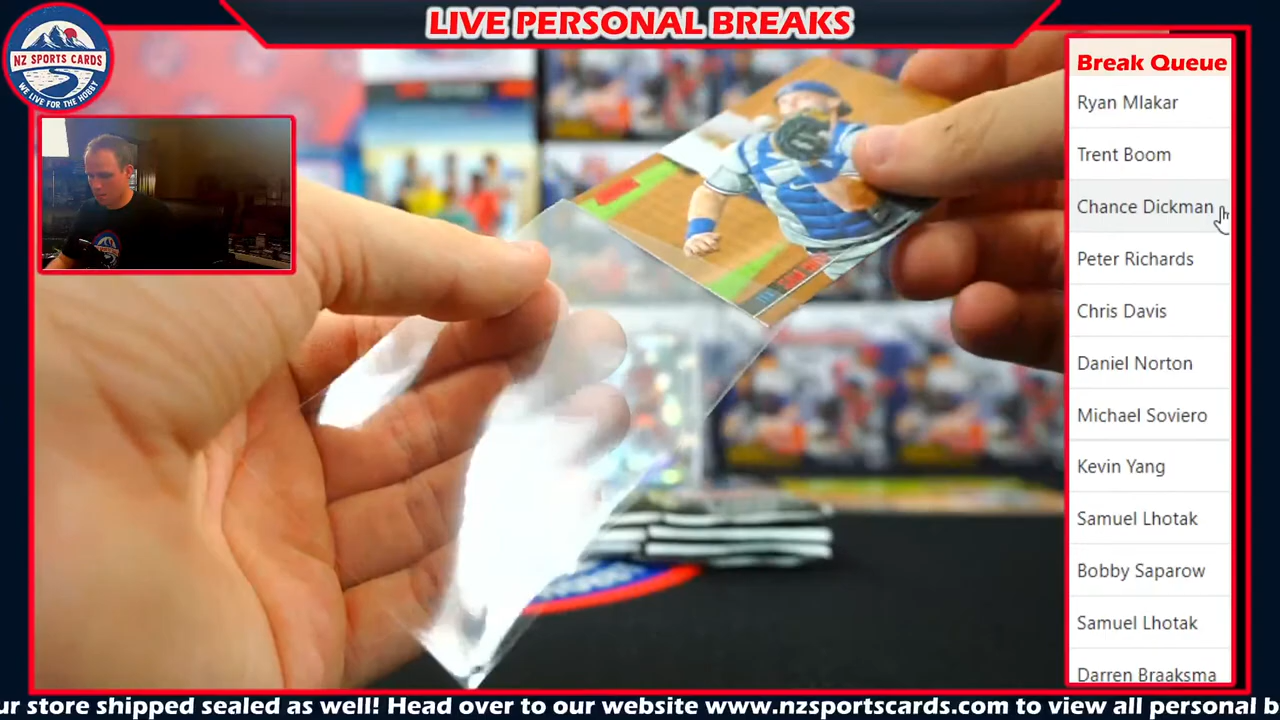 LIVE PERSONAL BREAKS
NZ SPORTS CARDS
WE LIVE FOR THE HOBBY
Break Queue
Ryan Mlakar
Trent Boom
Chance Dickman
Peter Richards
Chris Davis
Daniel Norton
Michael Soviero
Kevin Yang
Samuel Lhotak
Bobby Saparow
Samuel Lhotak
Darren Braaksma
ur store shipped sealed as well! Head over to our website www.nzsportscards.com to view all personal b